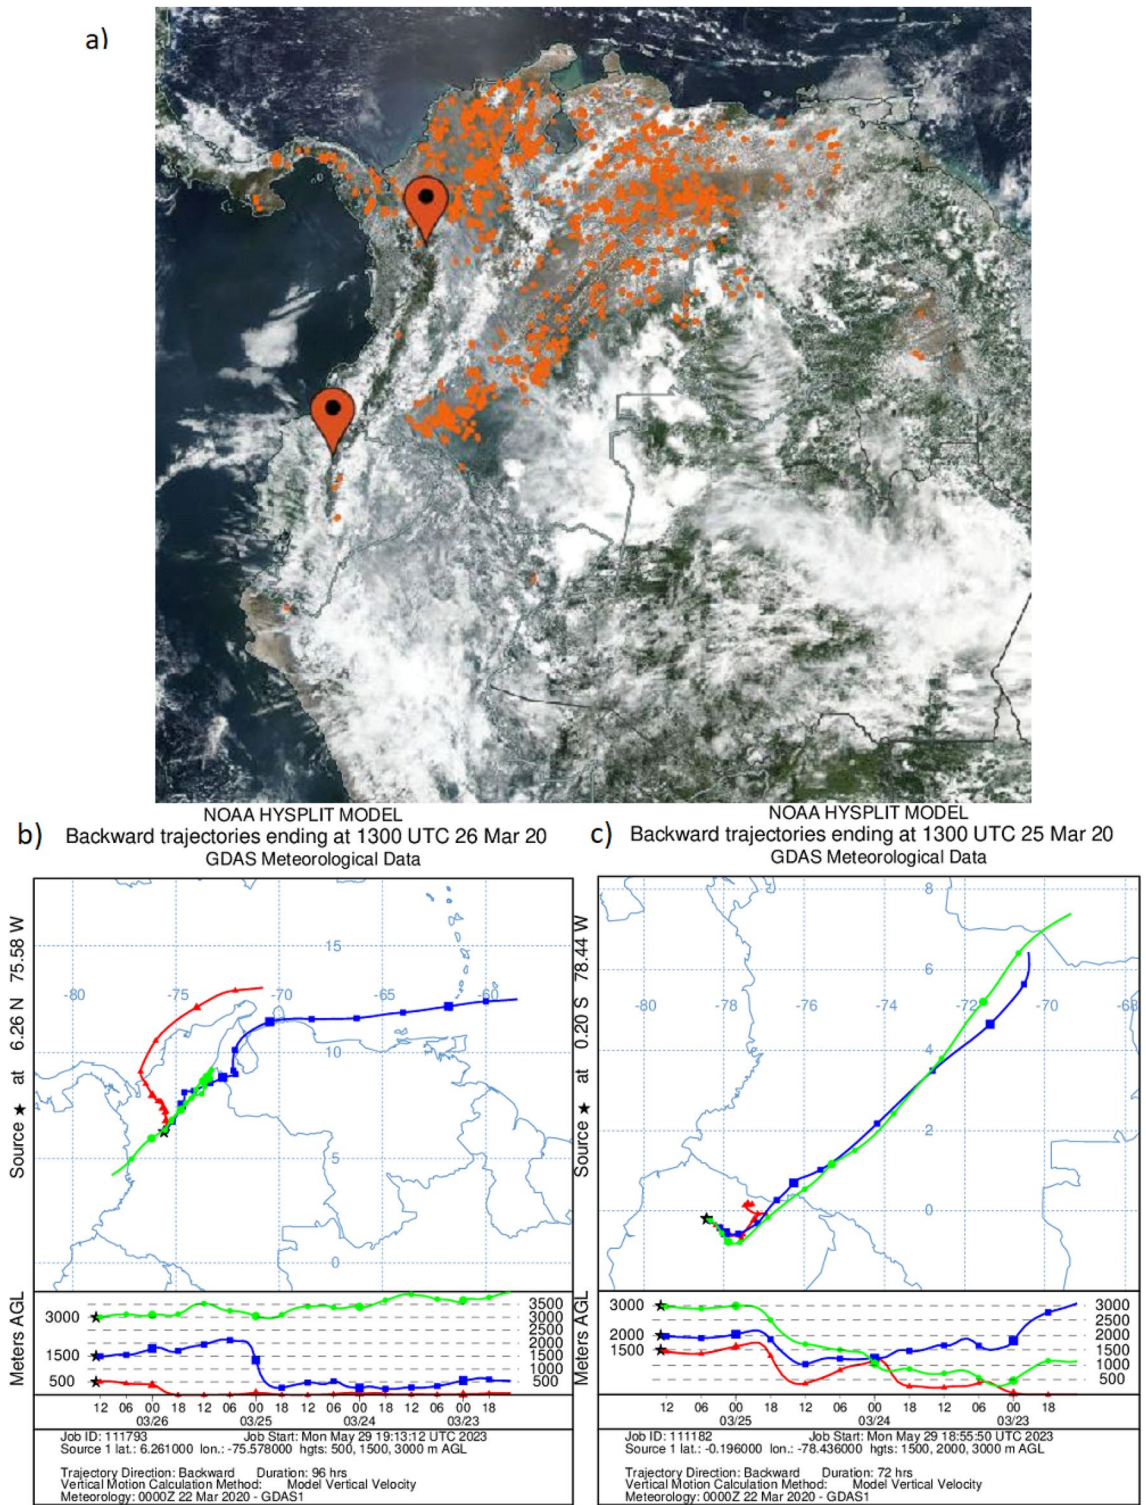 a)
NOAA HYSPLIT MODEL
b) Backward trajectories ending at 1300 UTC 26 Mar 20
GDAS Meteorological Data
Source ★ at 6.26 N 75.58 W
15
-80 -75 -70 -65 -60
10
5
0
Meters AGL
3000
1500
500
3500
3000
2500
2000
1500
1000
500
12 06 00 18 12 06 00 18 12 06 00 18 12 06 00 18
03/26 03/25 03/24 03/23
Job ID: 111793 Job Start: Mon May 29 19:13:12 UTC 2023
Source 1 lat.: 6.261000 lon.: -75.578000 hgts: 500, 1500, 3000 m AGL
Trajectory Direction: Backward Duration: 96 hrs
Vertical Motion Calculation Method: Model Vertical Velocity
Meteorology: 0000Z 22 Mar 2020 - GDAS1
NOAA HYSPLIT MODEL
c) Backward trajectories ending at 1300 UTC 25 Mar 20
GDAS Meteorological Data
Source ★ at 0.20 S 78.44 W
8
6
-80 -78 -76 -74 -72 -70 -68
4
2
0
Meters AGL
3000
2000
1500
3000
2500
2000
1500
1000
500
12 06 00 18 12 06 00 18 12 06 00 18
03/25 03/24 03/23
Job ID: 111182 Job Start: Mon May 29 18:55:50 UTC 2023
Source 1 lat.: -0.196000 lon.: -78.436000 hgts: 1500, 2000, 3000 m AGL
Trajectory Direction: Backward Duration: 72 hrs
Vertical Motion Calculation Method: Model Vertical Velocity
Meteorology: 0000Z 22 Mar 2020 - GDAS1